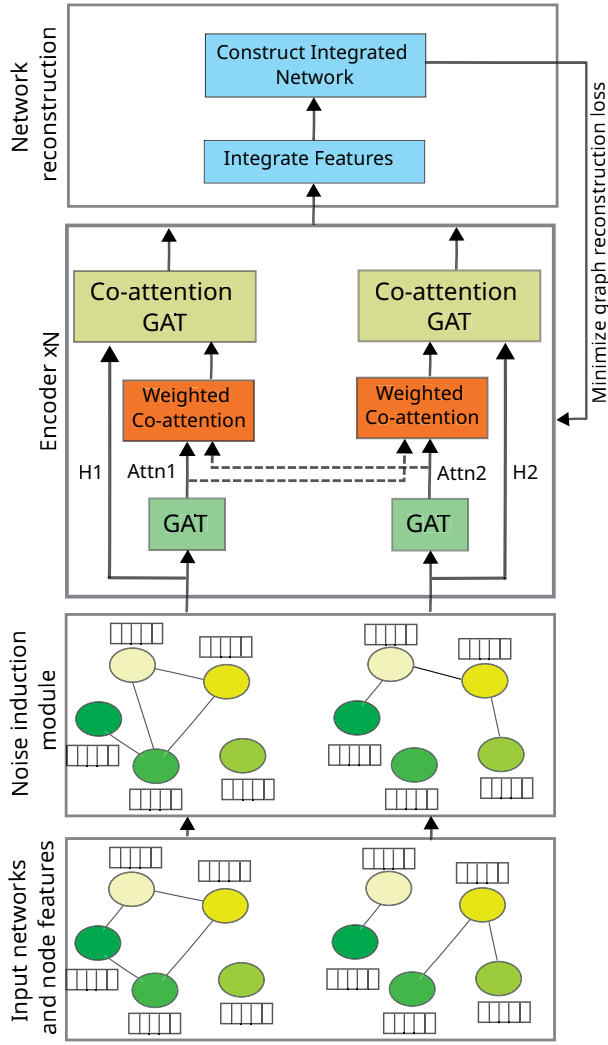 Network
reconstruction
Construct Integrated
Network
Integrate Features
Minimize graph reconstruction loss
Encoder xN
Co-attention
GAT
Co-attention
GAT
Weighted
Co-attention
Weighted
Co-attention
H1
Attn1
Attn2
H2
GAT
GAT
Noise induction
module
Input networks
and node features